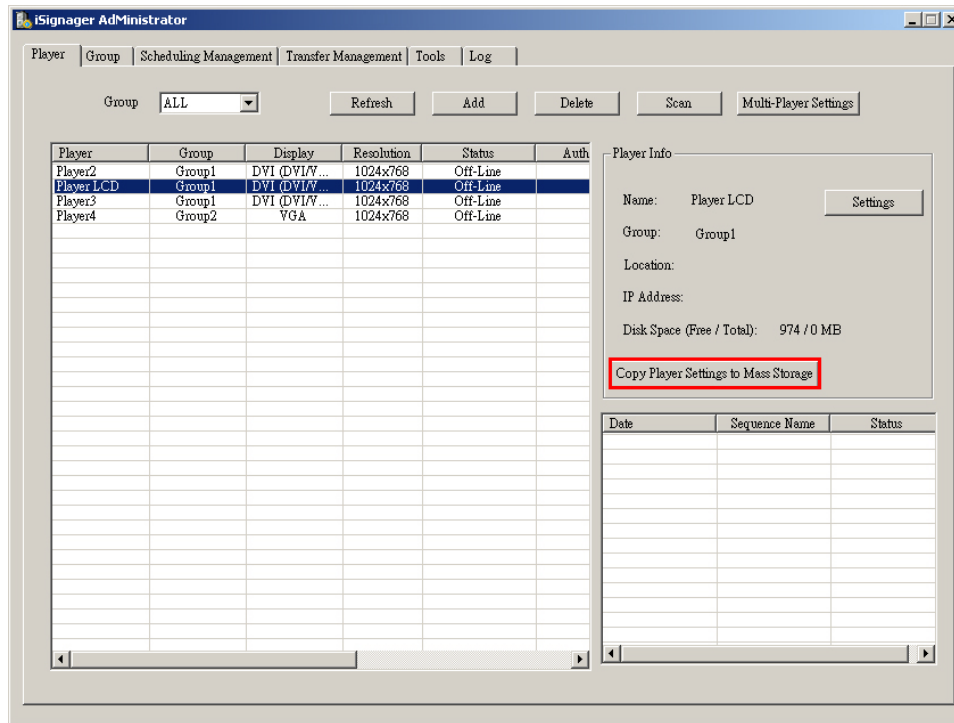 iSignager AdMinistrator
Player Group Scheduling Management Transfer Management Tools Log
Group ALL Refresh Add Delete Scan Multi-Player Settings
Player Group Display Resolution Status Auth
Player2 Group1 DVI (DVI/V... 1024x768 Off-Line
Player LCD Group1 DVI (DVI/V... 1024x768 Off-Line
Player3 Group1 DVI (DVI/V... 1024x768 Off-Line
Player4 Group2 VGA 1024x768 Off-Line
Player Info
Name: Player LCD Settings
Group: Group1
Location:
IP Address:
Disk Space (Free / Total): 974 / 0 MB
Copy Player Settings to Mass Storage
Date Sequence Name Status